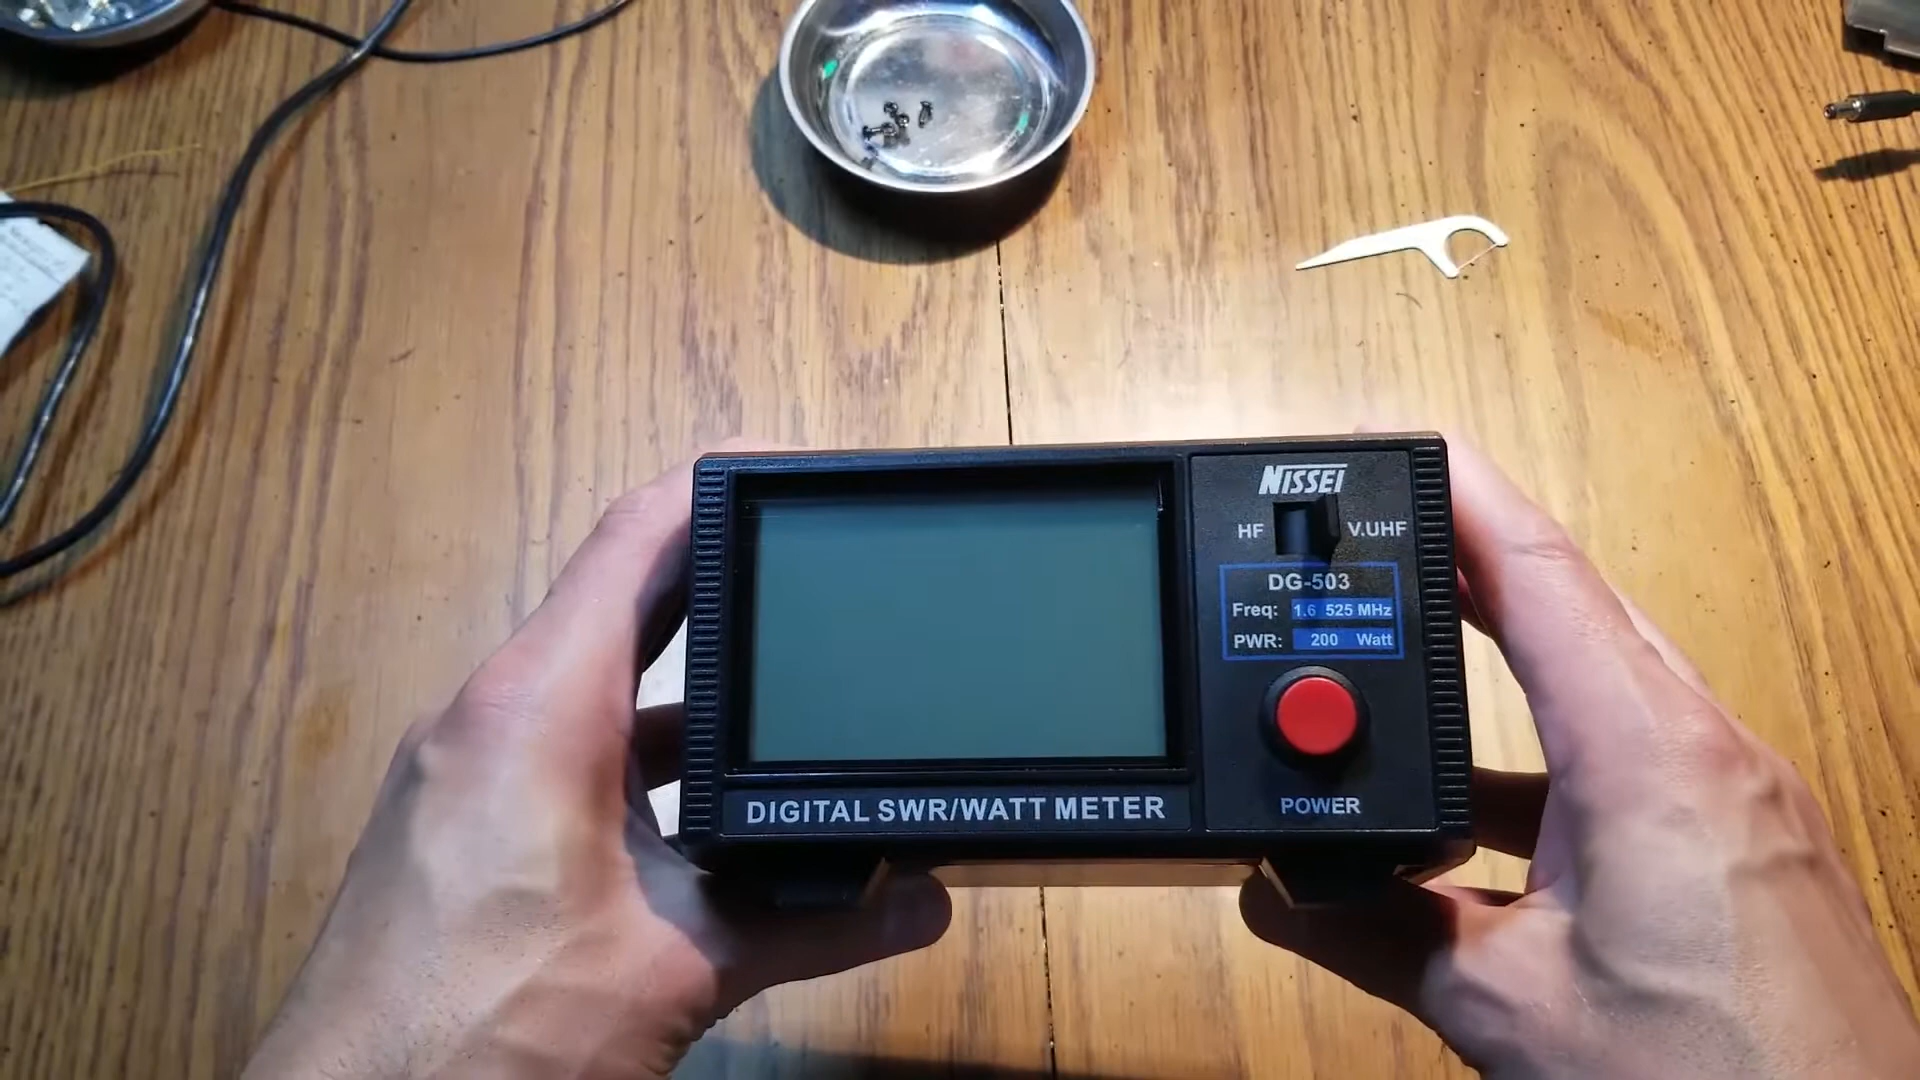 NISSEI
HF V.UHF
DG-503
Freq: 1.6 525 MHz
PWR: 200 Watt
POWER
DIGITAL SWR/WATT METER